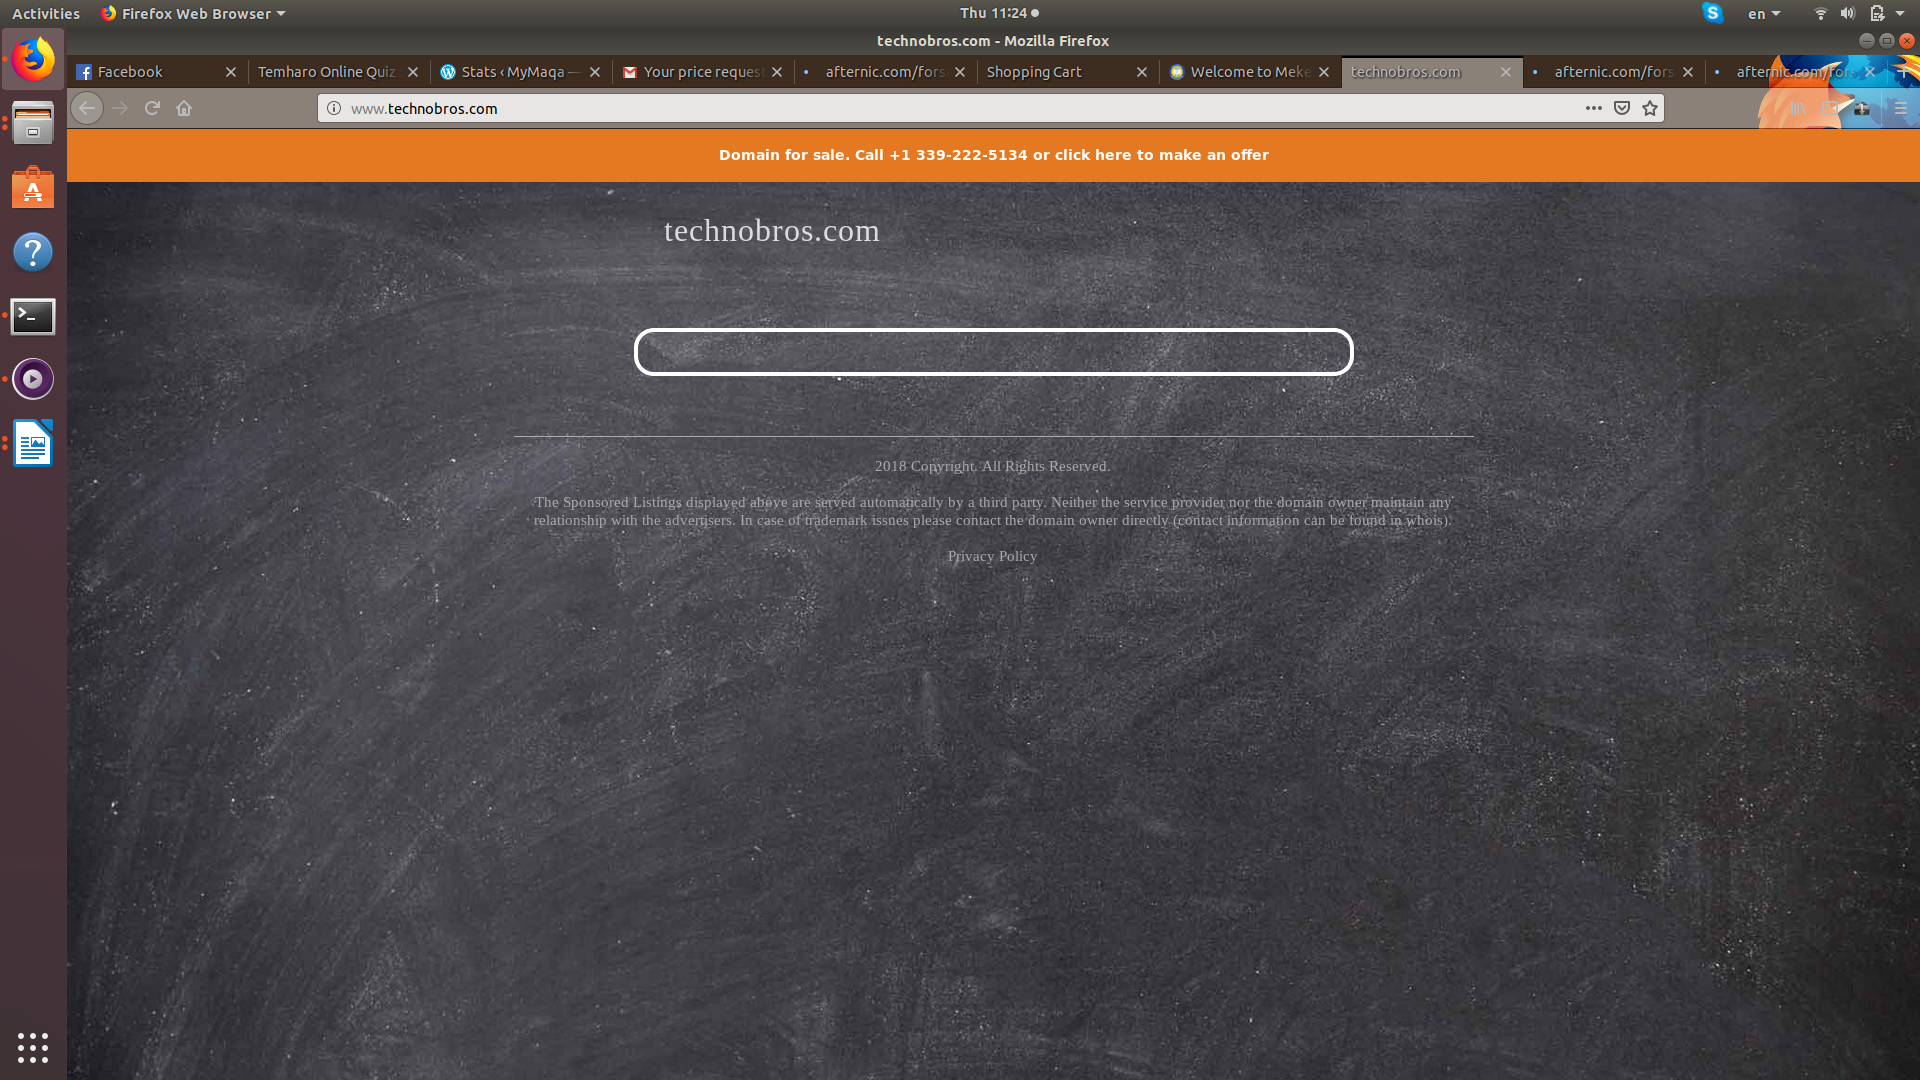 Activities
Firefox Web Browser
Thu 11:24
en
technobros.com - Mozilla Firefox
Facebook
Temharo Online Quiz
Stats ‹ MyMaqa —
Your price request
afternic.com/fors
Shopping Cart
Welcome to Meke
technobros.com
afternic.com/fors
afternic.com/fors
www.technobros.com
Domain for sale. Call +1 339-222-5134 or click here to make an offer
technobros.com
2018 Copyright. All Rights Reserved.
The Sponsored Listings displayed above are served automatically by a third party. Neither the service provider nor the domain owner maintain any
relationship with the advertisers. In case of trademark issues please contact the domain owner directly (contact information can be found in whois).
Privacy Policy